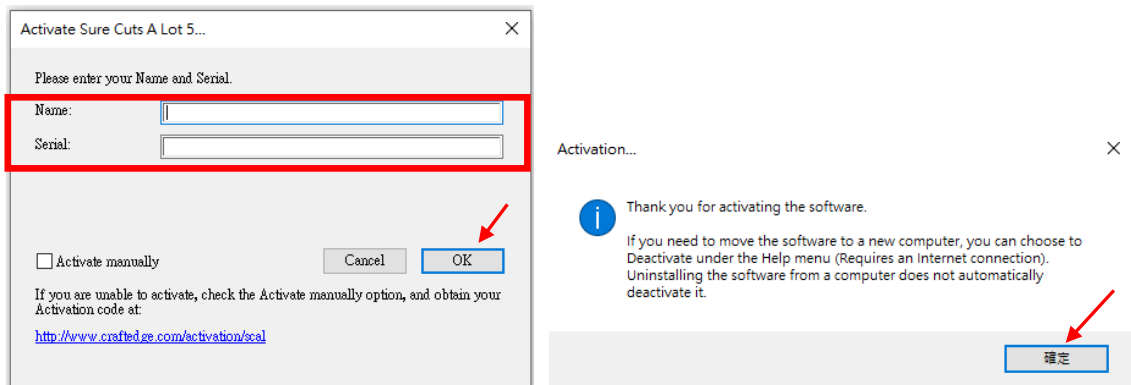 Activate Sure Cuts A Lot 5...
Please enter your Name and Serial.
Name:
Serial:
Activate manually
Cancel
OK
If you are unable to activate, check the Activate manually option, and obtain your
Activation code at:
http://www.craftedge.com/activation/scal
Activation...
Thank you for activating the software.
If you need to move the software to a new computer, you can choose to
Deactivate under the Help menu (Requires an Internet connection).
Uninstalling the software from a computer does not automatically
deactivate it.
確定